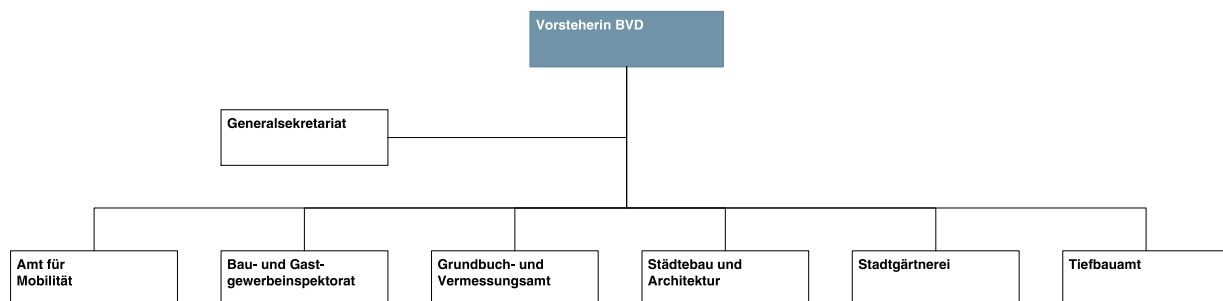 Vorsteherin BVD
Generalsekretariat
Amt für
Mobilität
Bau- und Gast-
gewerbeinspektorat
Grundbuch- und
Vermessungsamt
Städtebau und
Architektur
Stadtgärtnerei
Tiefbauamt